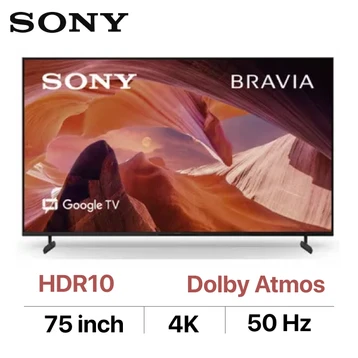 SONY
SONY BRAVIA
Google TV
HDR10 Dolby Atmos
75 inch 4K 50 Hz